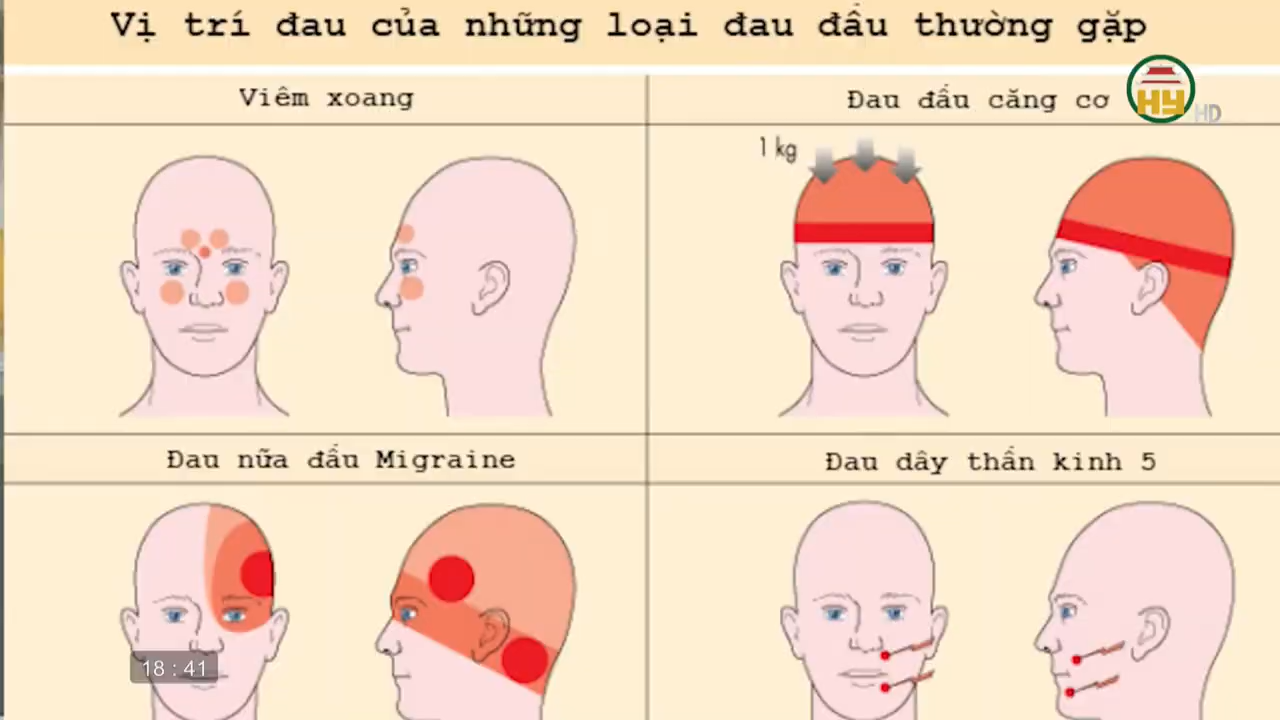 Vị trí đau của những loại đau đầu thường gặp
Viêm xoang
Đau đầu căng cơ
HY HD
1 kg
Đau nữa đầu Migraine
Đau dây thần kinh 5
18:41